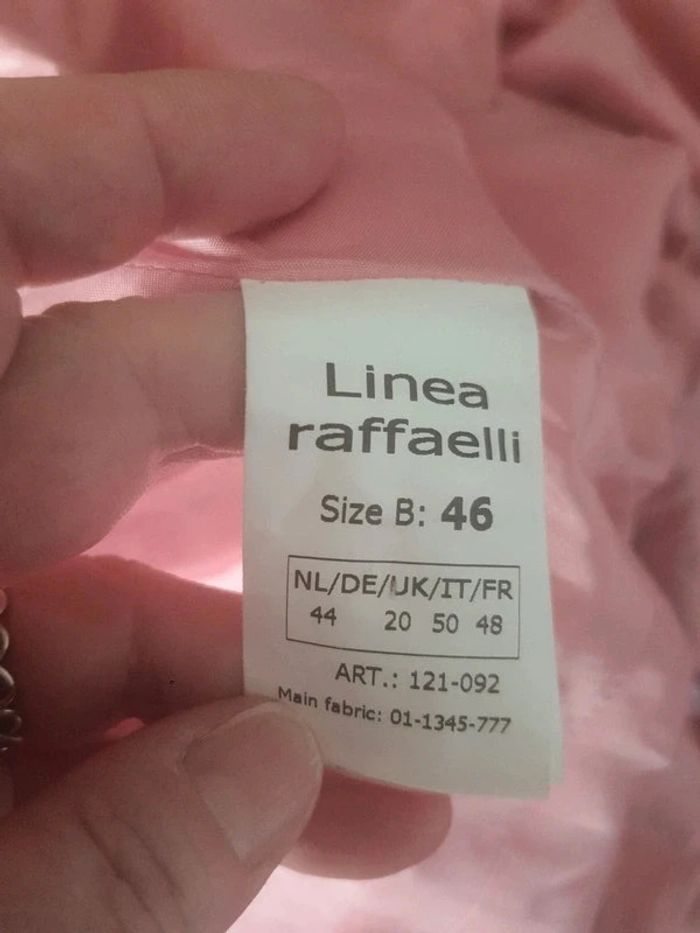 Linea
raffaelli
Size B: 46
NL/DE/UK/IT/FR
44 20 50 48
ART.: 121-092
Main fabric: 01-1345-777